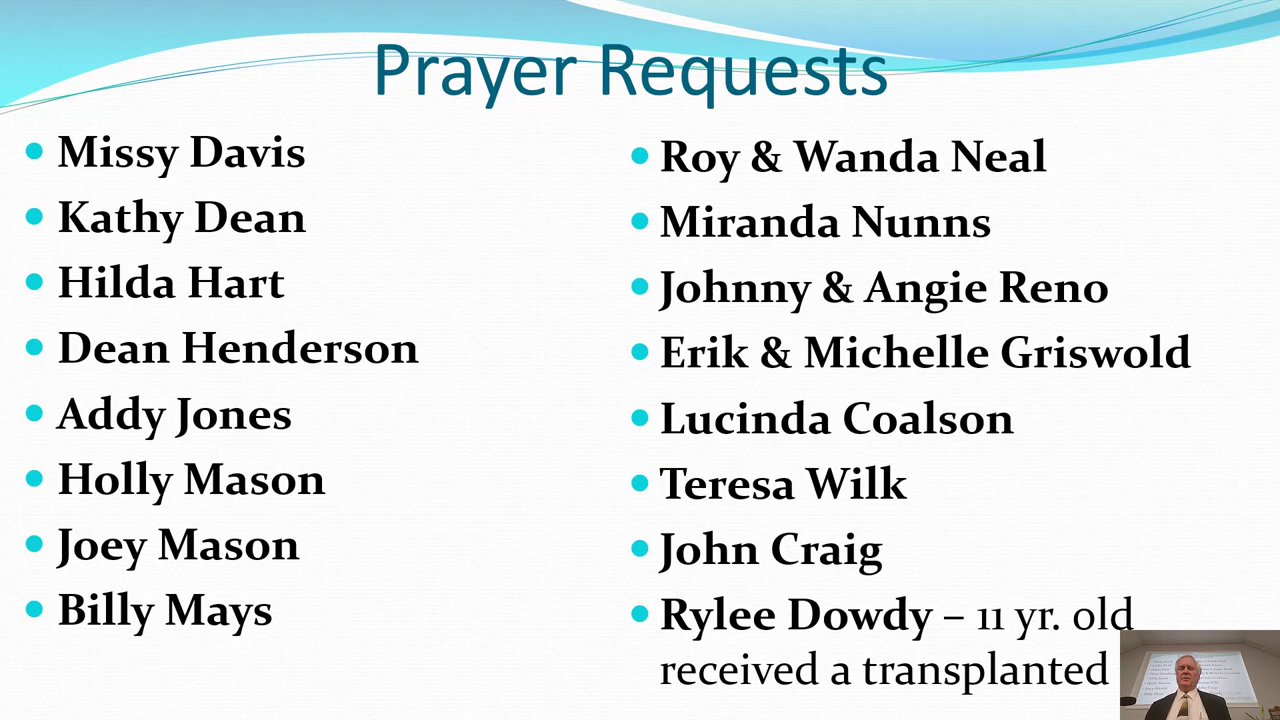 Prayer Requests
Missy Davis
Kathy Dean
Hilda Hart
Dean Henderson
Addy Jones
Holly Mason
Joey Mason
Billy Mays
Roy & Wanda Neal
Miranda Nunns
Johnny & Angie Reno
Erik & Michelle Griswold
Lucinda Coalson
Teresa Wilk
John Craig
Rylee Dowdy – 11 yr. old
received a transplanted